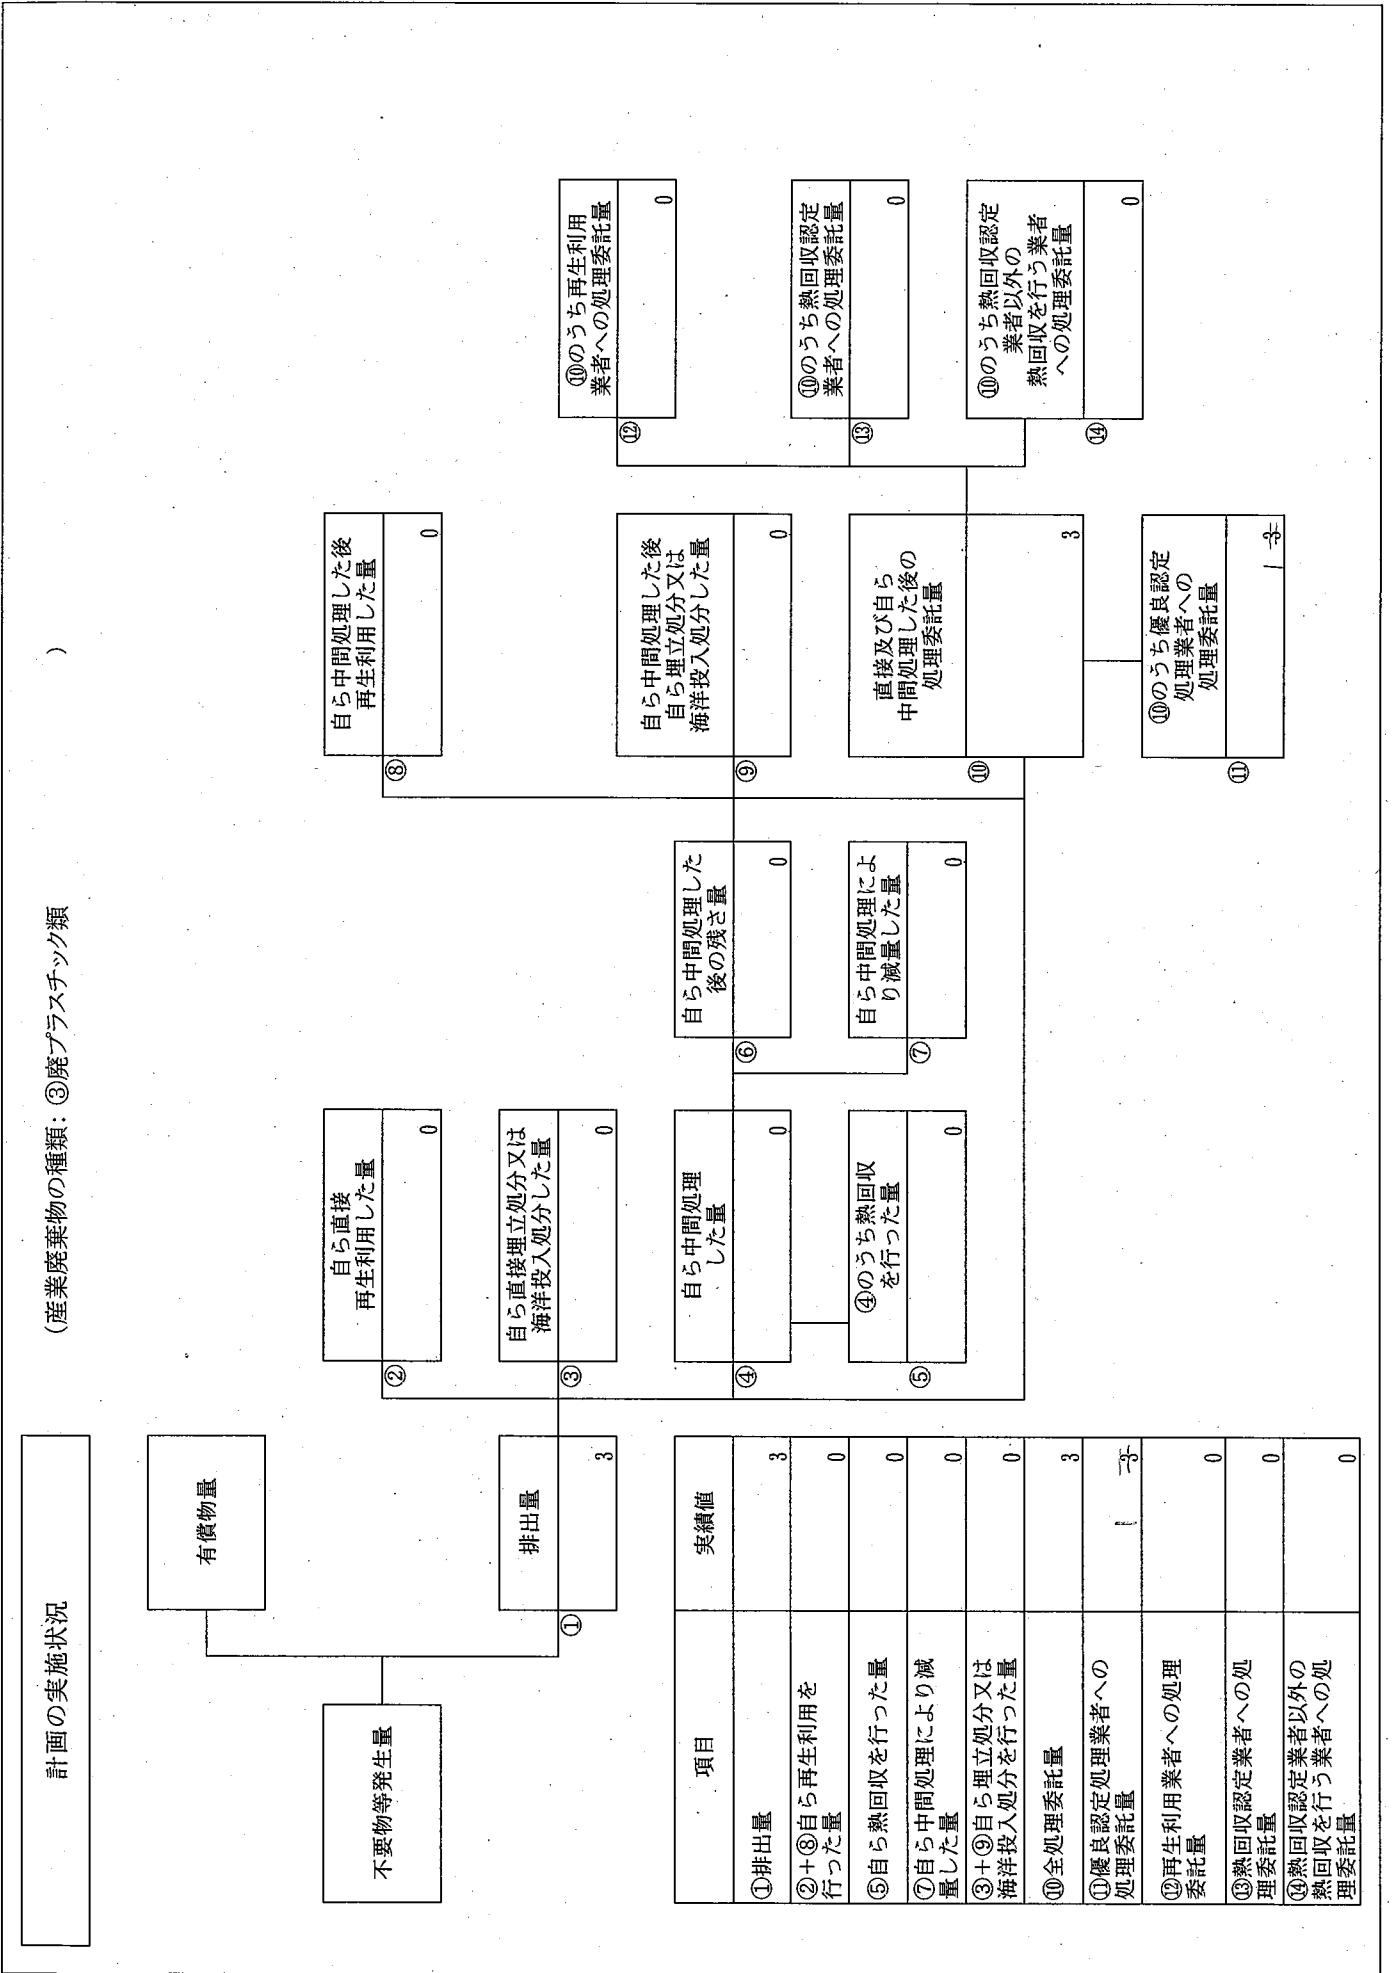 計画の実施状況
(産業廃棄物の種類：③廃プラスチック類 )
不要物等発生量
有償物量
排出量
①
3
自ら直接
再生利用した量
②
0
自ら直接埋立処分又は
海洋投入処分した量
③
0
自ら中間処理
した量
④
0
④のうち熱回収
を行った量
⑤
0
自ら中間処理した
後の残さ量
⑥
0
自ら中間処理によ
り減量した量
⑦
0
自ら中間処理した後
再生利用した量
⑧
0
自ら中間処理した後
自ら埋立処分又は
海洋投入処分した量
⑨
0
直接及び自ら
中間処理した後の
処理委託量
⑩
3
⑩のうち優良認定
処理業者への
処理委託量
⑪
1 3
⑩のうち再生利用
業者への処理委託量
⑫
0
⑩のうち熱回収認定
業者への処理委託量
⑬
0
⑩のうち熱回収認定
業者以外の
熱回収を行う業者
への処理委託量
⑭
0
項目 実績値
①排出量 3
②+⑧自ら再生利用を
行った量 0
⑤自ら熱回収を行った量 0
⑦自ら中間処理により減
量した量 0
③+⑨自ら埋立処分又は
海洋投入処分を行った量 0
⑩全処理委託量 3
⑪優良認定処理業者への
処理委託量 1 3
⑫再生利用業者への処理
委託量 0
⑬熱回収認定業者への処
理委託量 0
⑭熱回収認定業者以外の
熱回収を行う業者への処
理委託量 0